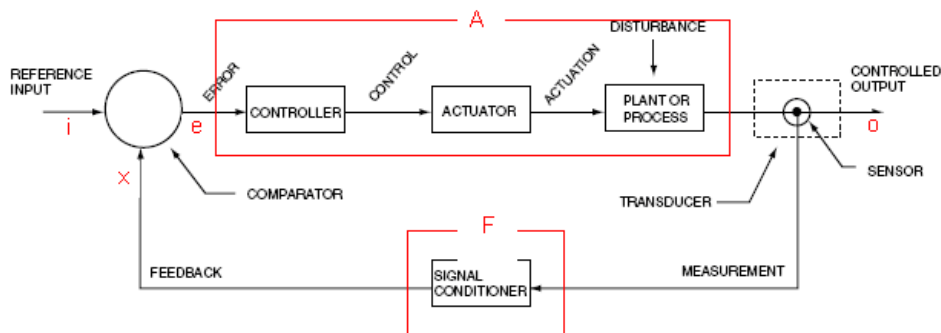 A
DISTURBANCE
REFERENCE
INPUT
ERROR
CONTROL
ACTUATION
CONTROLLED
OUTPUT
i
e
CONTROLLER
ACTUATOR
PLANT OR
PROCESS
o
x
COMPARATOR
TRANSDUCER
SENSOR
F
FEEDBACK
SIGNAL
CONDITIONER
MEASUREMENT